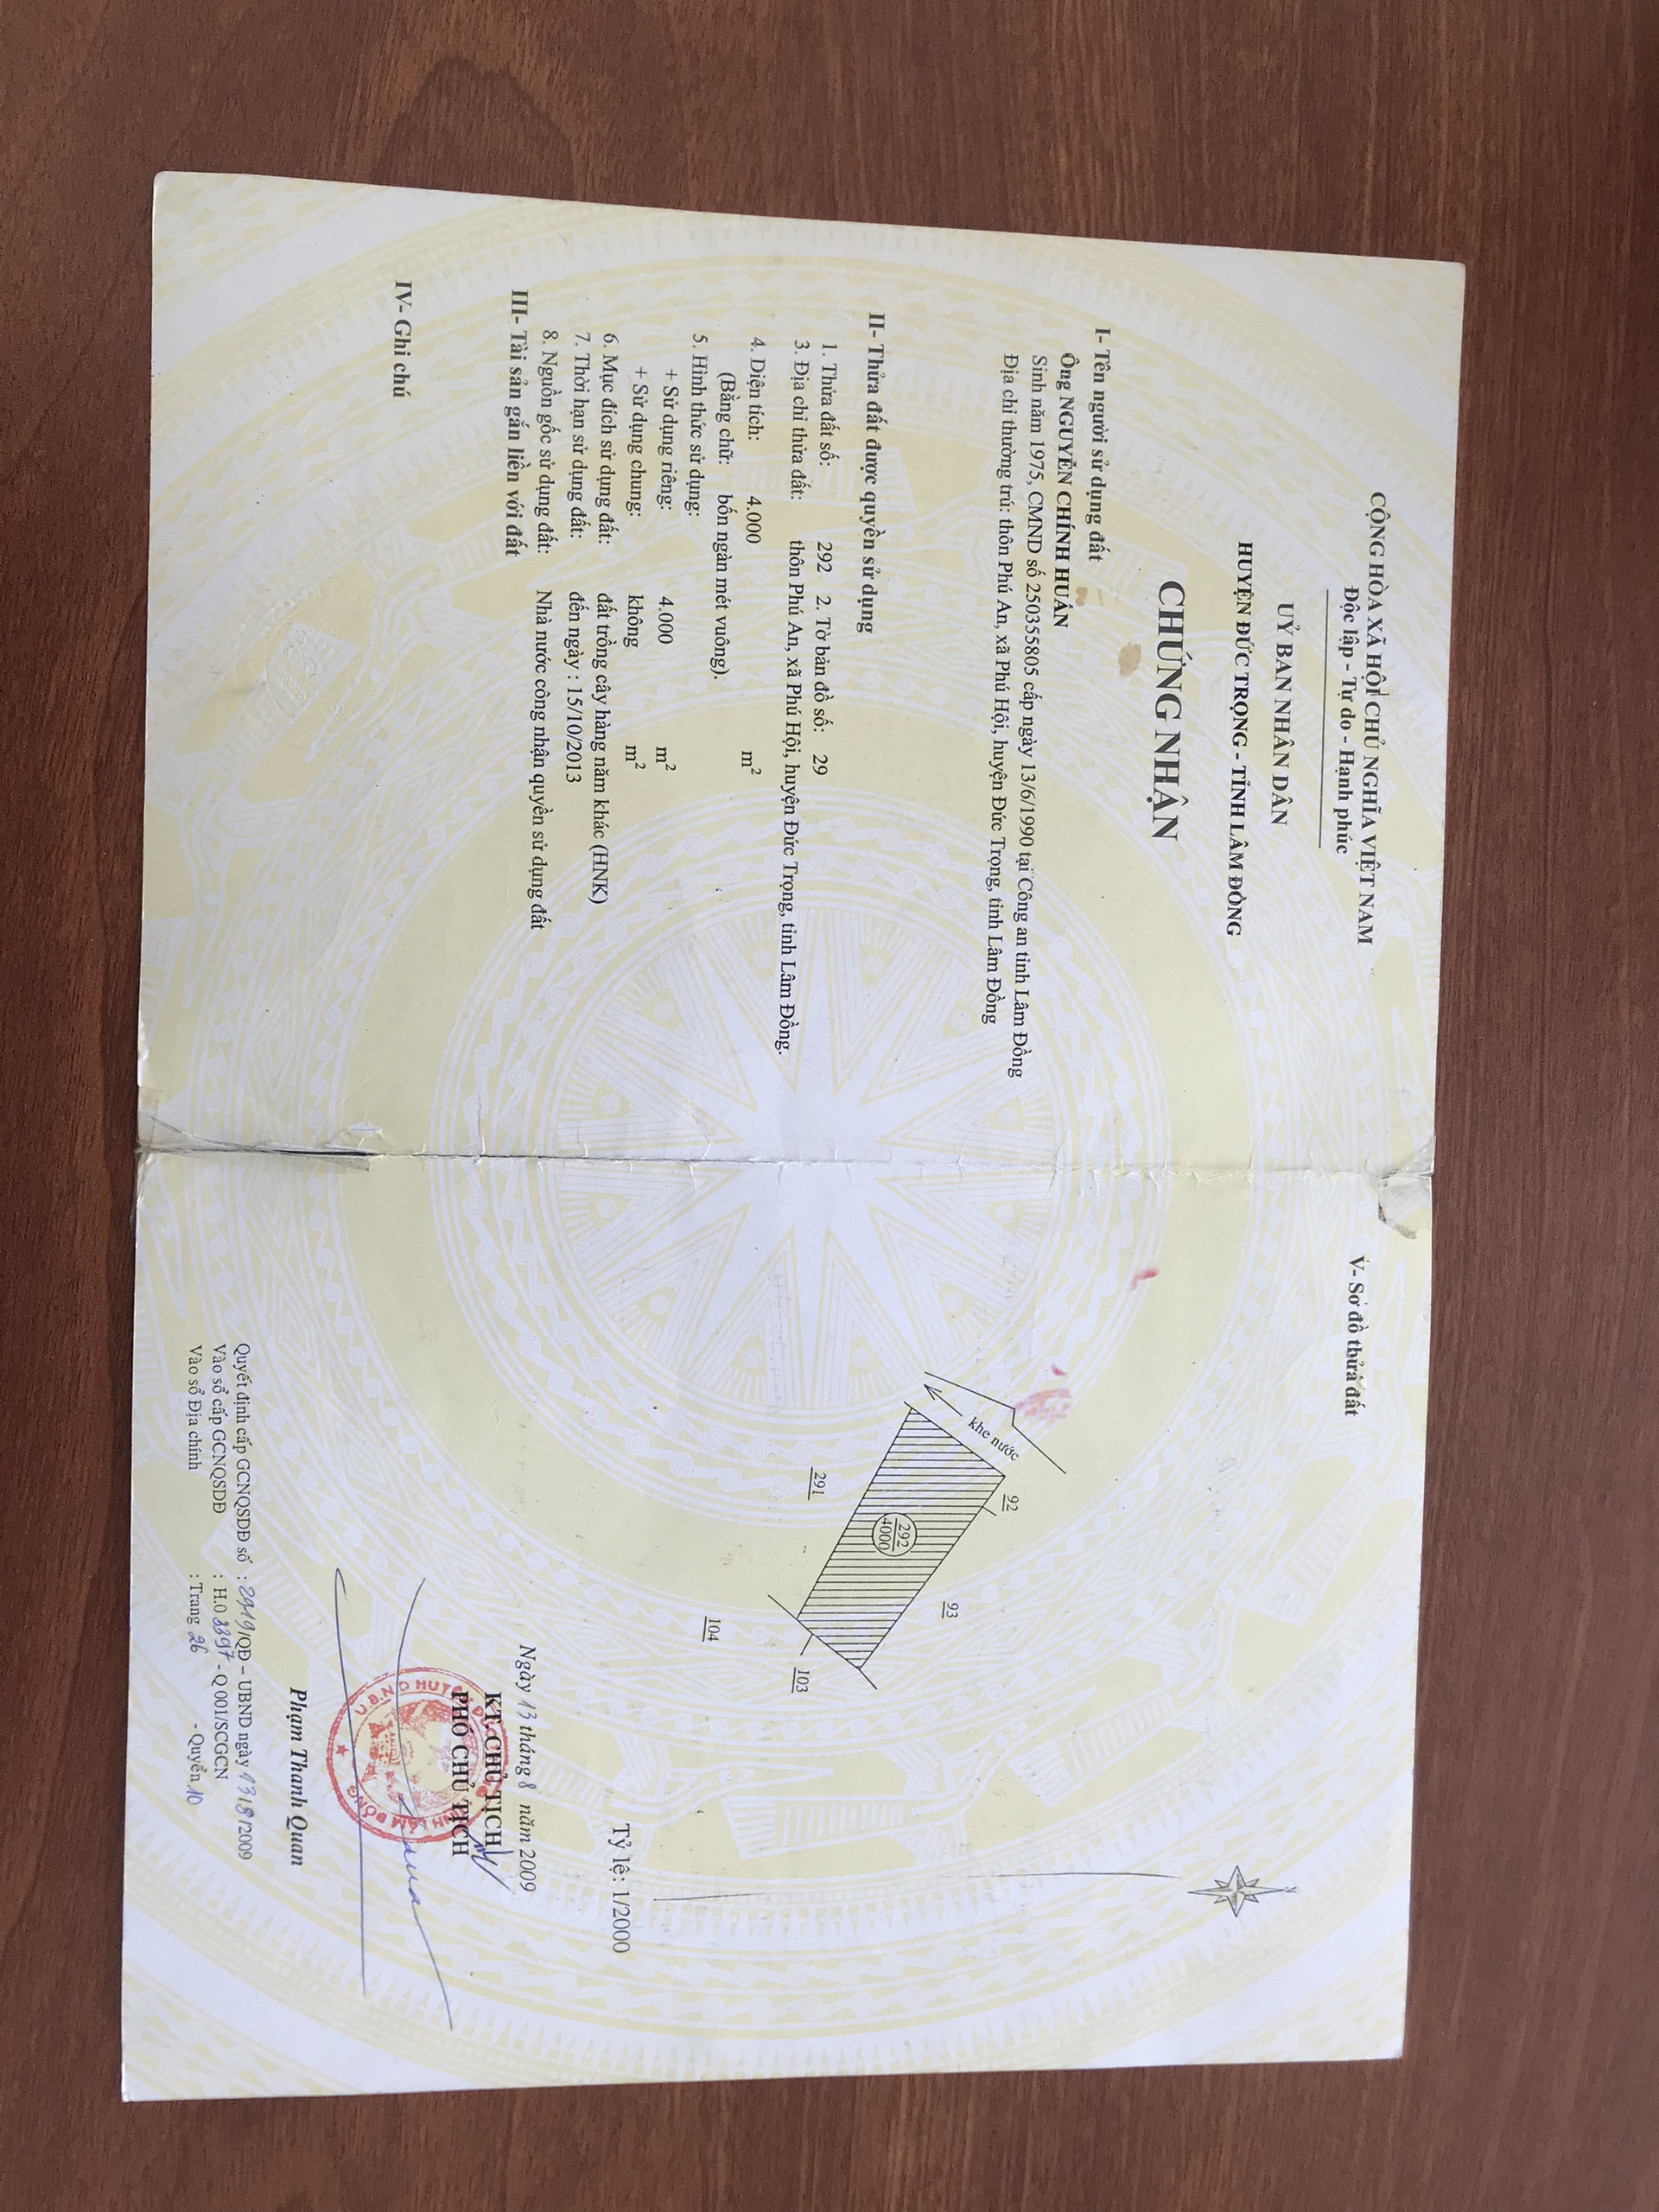 CỘNG HÒA XÃ HỘI CHỦ NGHĨA VIỆT NAM
Độc lập - Tự do - Hạnh phúc
UỶ BAN NHÂN DÂN
HUYỆN ĐỨC TRỌNG - TỈNH LÂM ĐỒNG
CHỨNG NHẬN
I- Tên người sử dụng đất
Ông NGUYỄN CHÍNH HUÁN
Sinh năm 1975, CMND số 250355805 cấp ngày 13/6/1990 tại Công an tỉnh Lâm Đồng
Địa chỉ thường trú: thôn Phú An, xã Phú Hội, huyện Đức Trọng, tỉnh Lâm Đồng
II- Thửa đất được quyền sử dụng
1. Thửa đất số: 292 2. Tờ bản đồ số: 29
3. Địa chỉ thửa đất: thôn Phú An, xã Phú Hội, huyện Đức Trọng, tỉnh Lâm Đồng.
4. Diện tích: 4.000 m²
(Bằng chữ: bốn ngàn mét vuông).
5. Hình thức sử dụng:
+ Sử dụng riêng: 4.000 m²
+ Sử dụng chung: không m²
6. Mục đích sử dụng đất: đất trồng cây hàng năm khác (HNK)
7. Thời hạn sử dụng đất: đến ngày : 15/10/2013
8. Nguồn gốc sử dụng đất: Nhà nước công nhận quyền sử dụng đất
III- Tài sản gắn liền với đất
IV- Ghi chú
V- Sơ đồ thửa đất
N
khe nước
92
93
292
4000
291
103
104
Tỷ lệ: 1/2000
Ngày 13 tháng 8 năm 2009
KT. CHỦ TỊCH
PHÓ CHỦ TỊCH
U.B.N.D HUYỆN
TỈNH LÂM ĐỒNG
Phạm Thanh Quan
Quyết định cấp GCNQSDĐ số : 2919/QĐ – UBND ngày 13/8/2009
Vào sổ cấp GCNQSDĐ : H.0 - Q 001/SCGCN
Vào sổ Địa chính : Trang 26 - Quyển 10